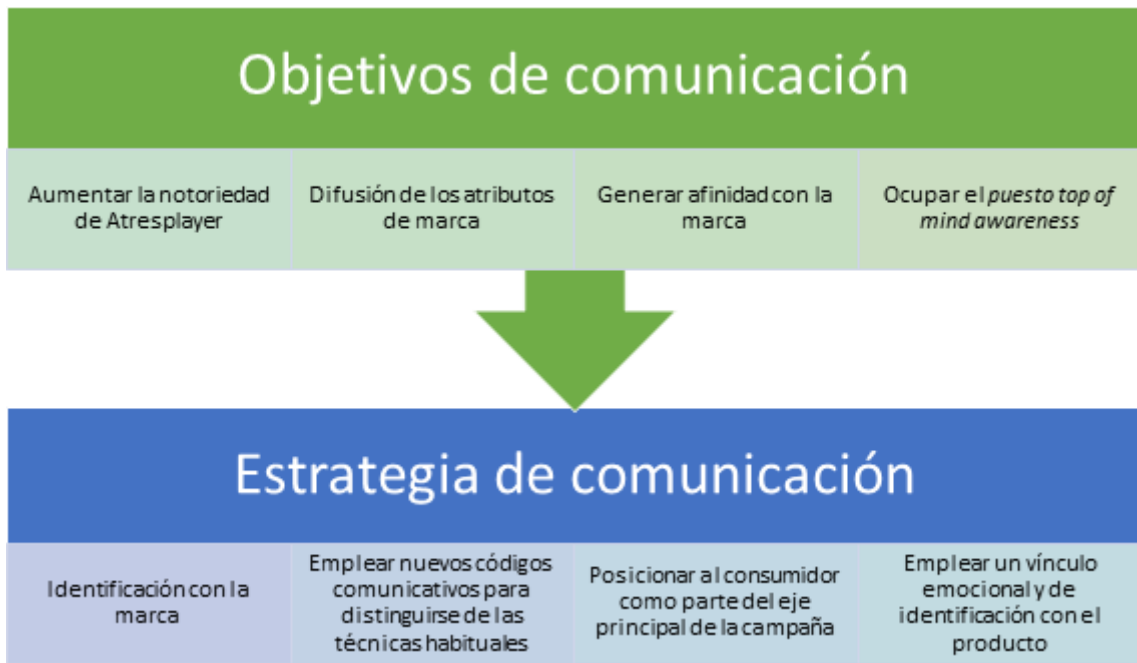 Objetivos de comunicación
Aumentar la notoriedad
de Atresplayer
Difusión de los atributos
de marca
Generar afinidad con la
marca
Ocupar el puesto top of
mind awareness
Estrategia de comunicación
Identificación con la
marca
Emplear nuevos códigos
comunicativos para
distinguirse de las
técnicas habituales
Posicionar al consumidor
como parte del eje
principal de la campaña
Emplear un vínculo
emocional y de
identificación con el
producto